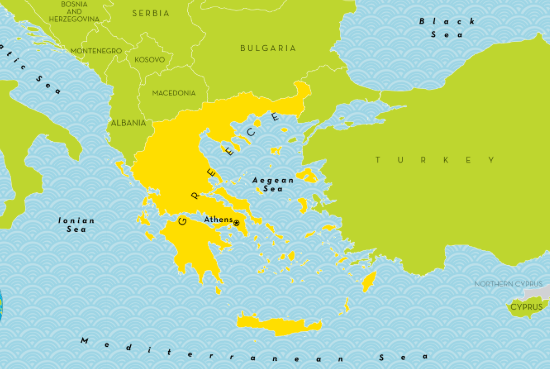 BOSNIA
AND
HERZEGOVINA
SERBIA
Black
Sea
BULGARIA
MONTENEGRO
KOSOVO
atic Sea
MACEDONIA
ALBANIA
GREECE
TURKEY
Aegean
Sea
Athens
Ionian
Sea
NORTHERN CYPRUS
CYPRUS
Mediterranean Sea